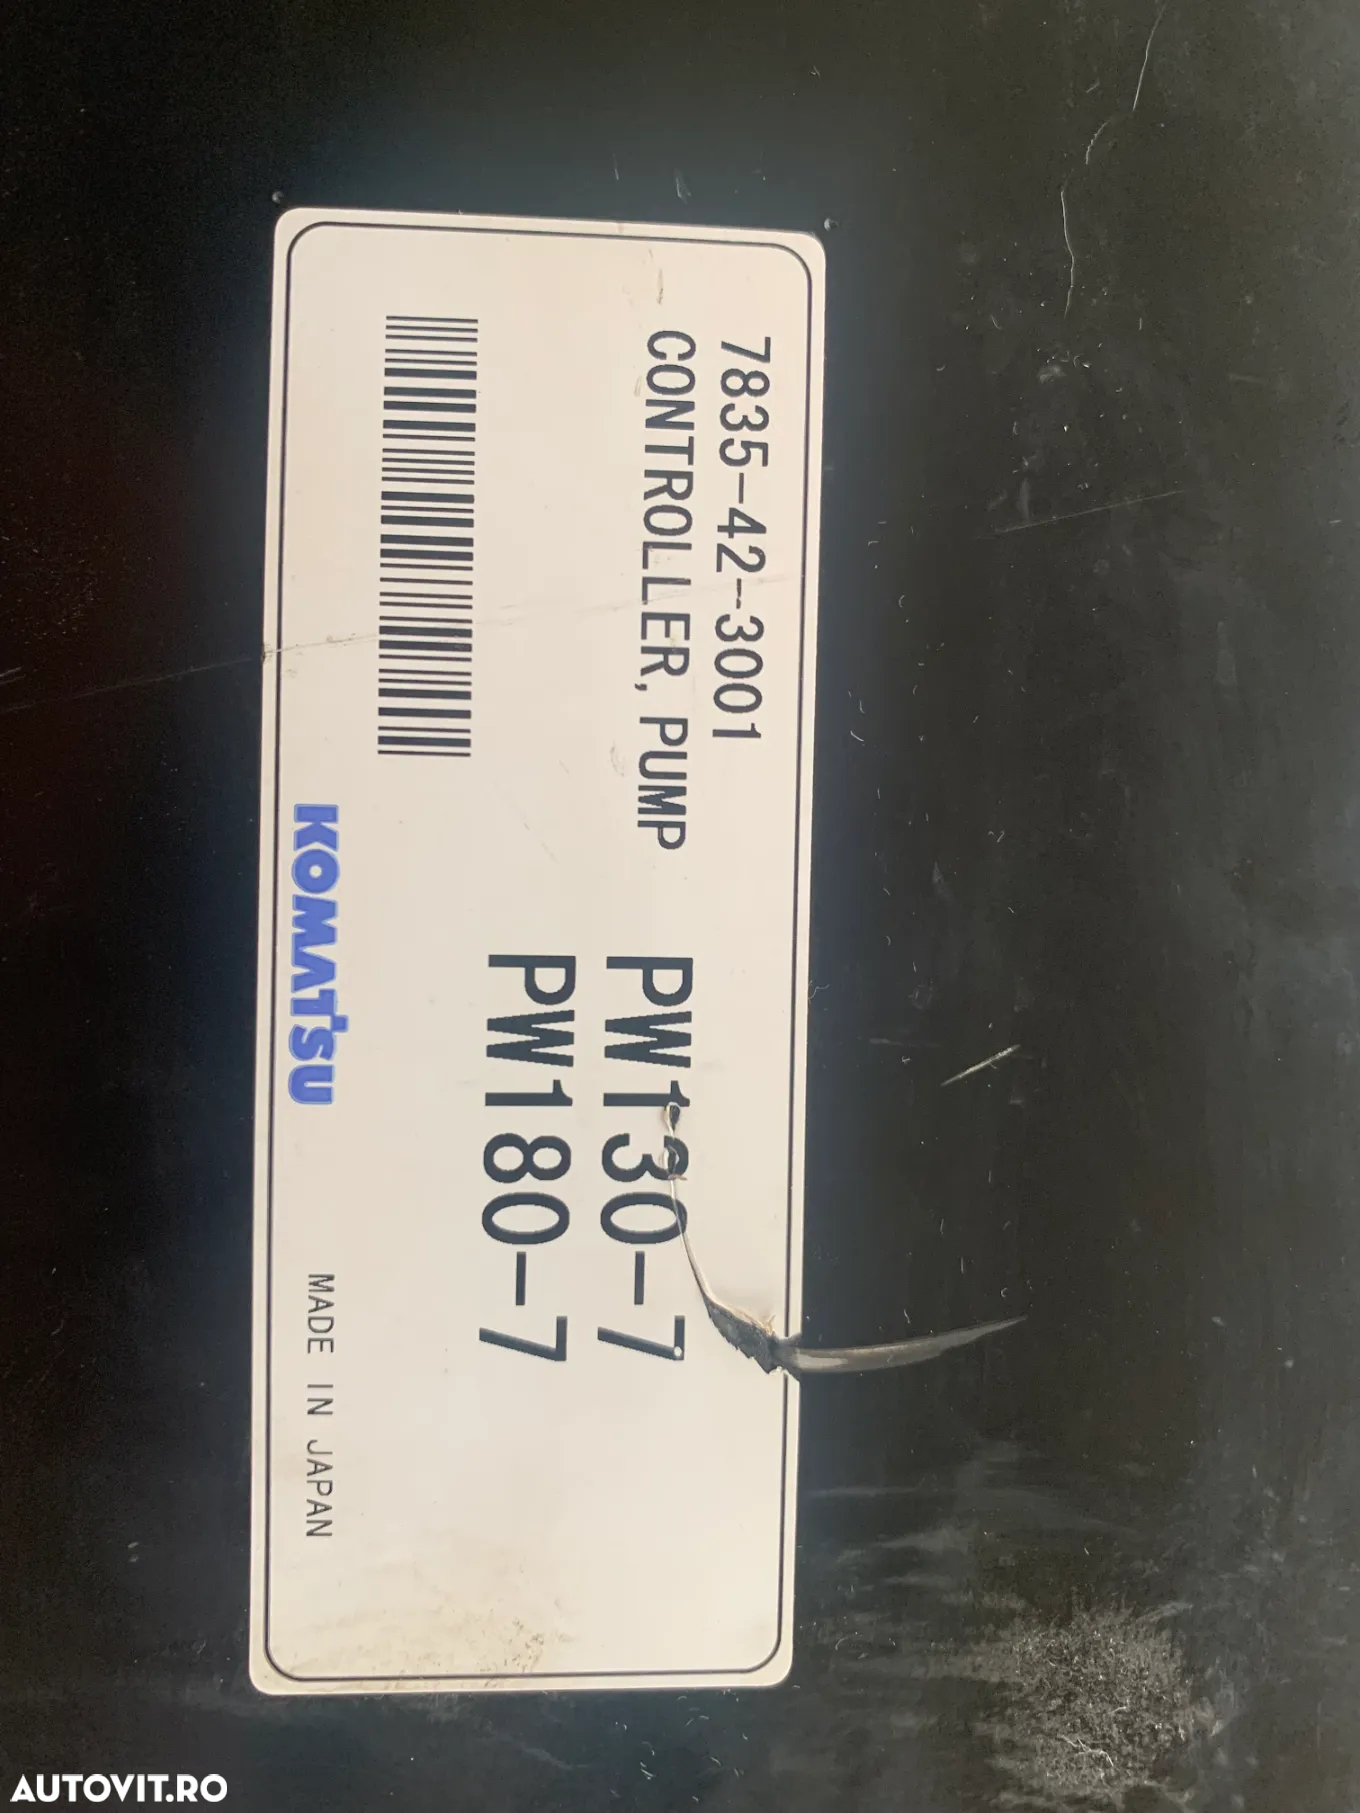 7835-42-3001
CONTROLLER, PUMP
PW130-7
PW180-7
KOMATSU
MADE IN JAPAN
AUTOVIT.RO